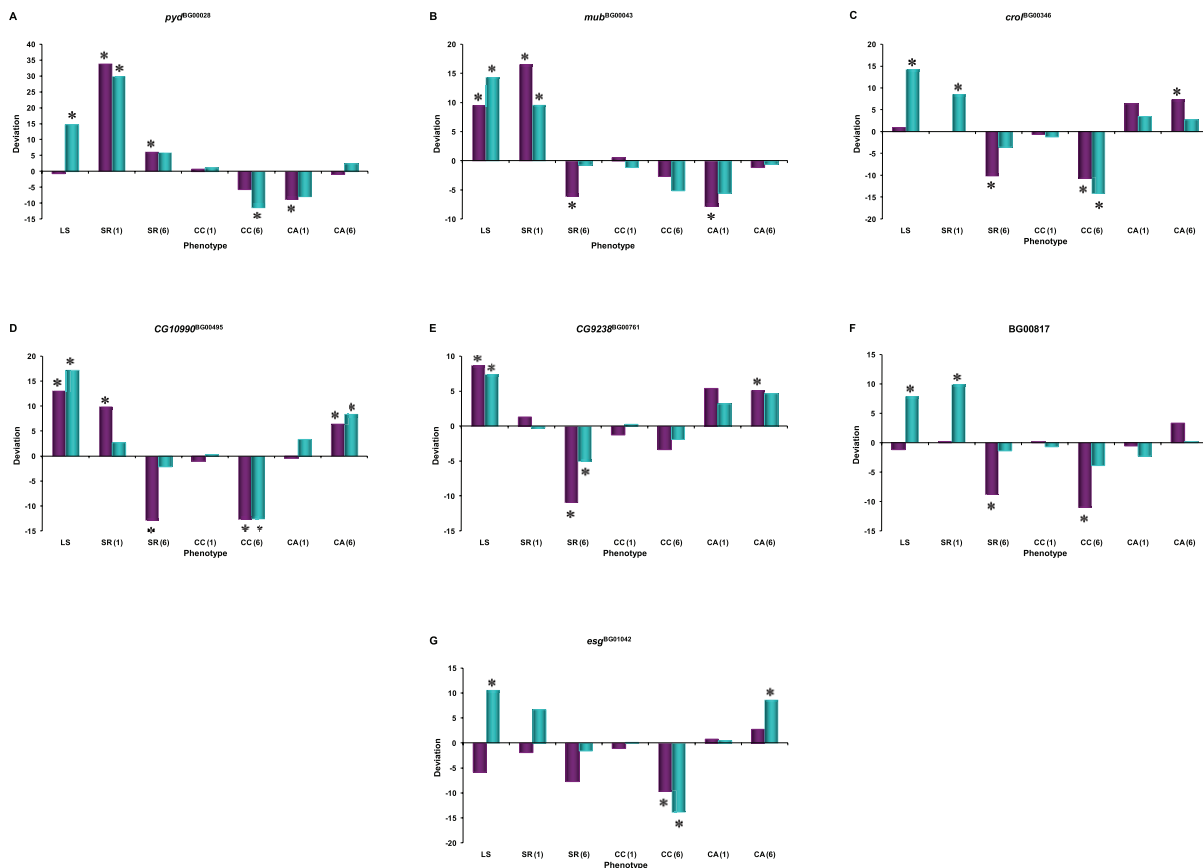 A
pyd BG00028
40
35
30
25
20
15
10
5
0
-5
-10
-15
Deviation
LS SR (1) SR (6) CC (1) CC (6) CA (1) CA (6)
Phenotype
B
mub BG00043
20
15
10
5
0
-5
-10
Deviation
LS SR (1) SR (6) CC (1) CC (6) CA (1) CA (6)
Phenotype
C
crol BG00346
20
15
10
5
0
-5
-10
-15
-20
Deviation
LS SR (1) SR (6) CC (1) CC (6) CA (1) CA (6)
Phenotype
D
CG10990 BG00495
20
15
10
5
0
-5
-10
-15
Deviation
LS SR (1) SR (6) CC (1) CC (6) CA (1) CA (6)
Phenotype
E
CG9238 BG00761
10
5
0
-5
-10
-15
Deviation
LS SR (1) SR (6) CC (1) CC (6) CA (1) CA (6)
Phenotype
F
BG00817
15
10
5
0
-5
-10
-15
Deviation
LS SR (1) SR (6) CC (1) CC (6) CA (1) CA (6)
Phenotype
G
esg BG01042
15
10
5
0
-5
-10
-15
-20
Deviation
LS SR (1) SR (6) CC (1) CC (6) CA (1) CA (6)
Phenotype